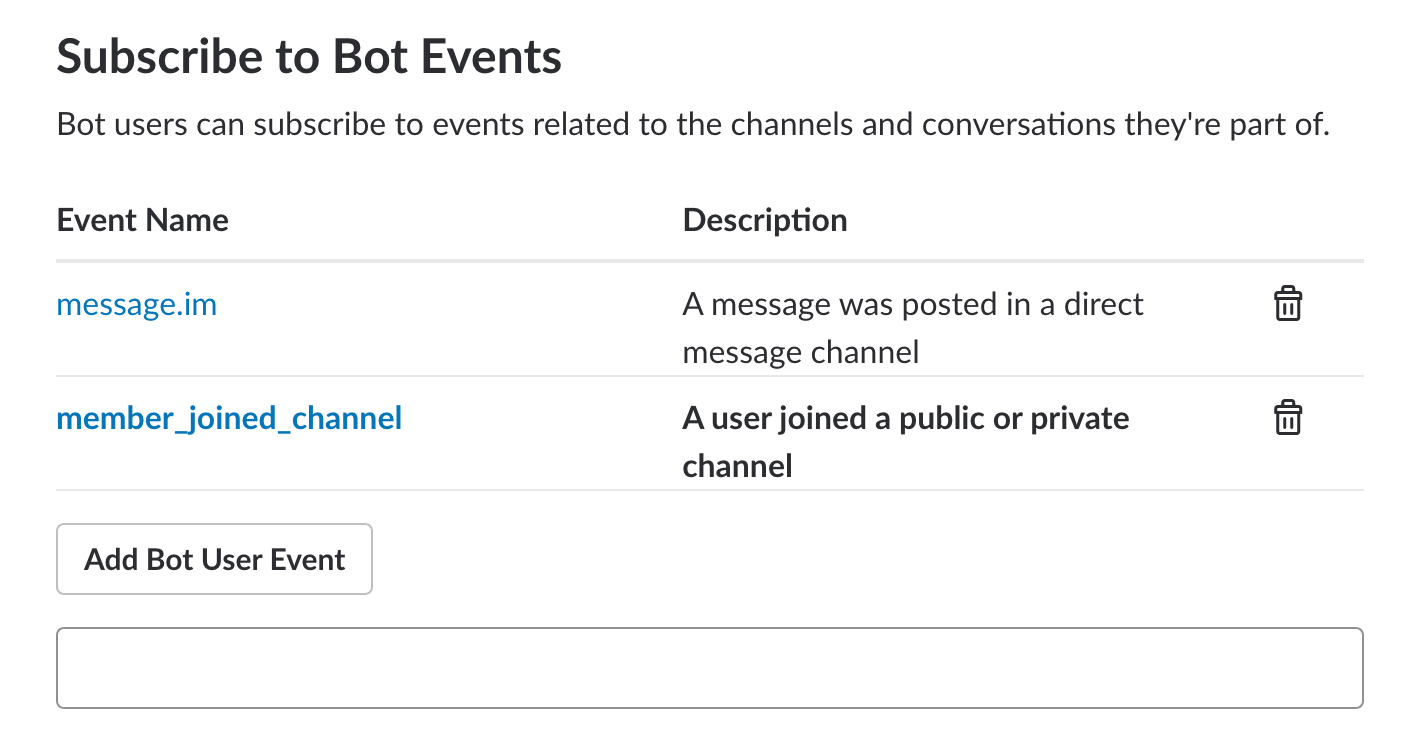 Subscribe to Bot Events
Bot users can subscribe to events related to the channels and conversations they're part of.
Event Name
Description
message.im
A message was posted in a direct
message channel
member_joined_channel
A user joined a public or private
channel
Add Bot User Event